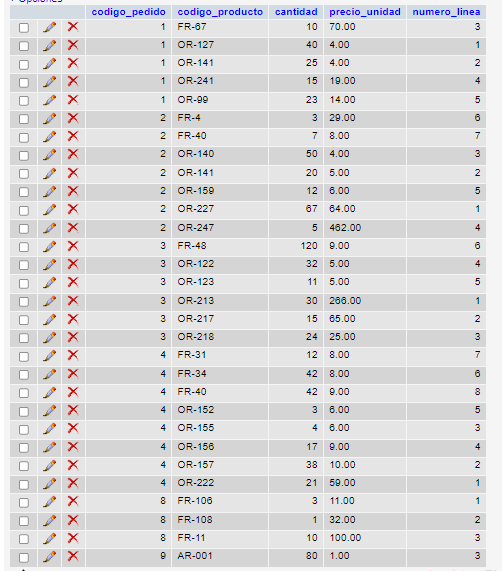 Opciones
codigo_pedido codigo_producto cantidad precio_unidad numero_linea
1 FR-67 10 70.00 3
1 OR-127 40 4.00 1
1 OR-141 25 4.00 2
1 OR-241 15 19.00 4
1 OR-99 23 14.00 5
2 FR-4 3 29.00 6
2 FR-40 7 8.00 7
2 OR-140 50 4.00 3
2 OR-141 20 5.00 2
2 OR-159 12 6.00 5
2 OR-227 67 64.00 1
2 OR-247 5 462.00 4
3 FR-48 120 9.00 6
3 OR-122 32 5.00 4
3 OR-123 11 5.00 5
3 OR-213 30 266.00 1
3 OR-217 15 65.00 2
3 OR-218 24 25.00 3
4 FR-31 12 8.00 7
4 FR-34 42 8.00 6
4 FR-40 42 9.00 8
4 OR-152 3 6.00 5
4 OR-155 4 6.00 3
4 OR-156 17 9.00 4
4 OR-157 38 10.00 2
4 OR-222 21 59.00 1
8 FR-106 3 11.00 1
8 FR-108 1 32.00 2
8 FR-11 10 100.00 3
9 AR-001 80 1.00 3